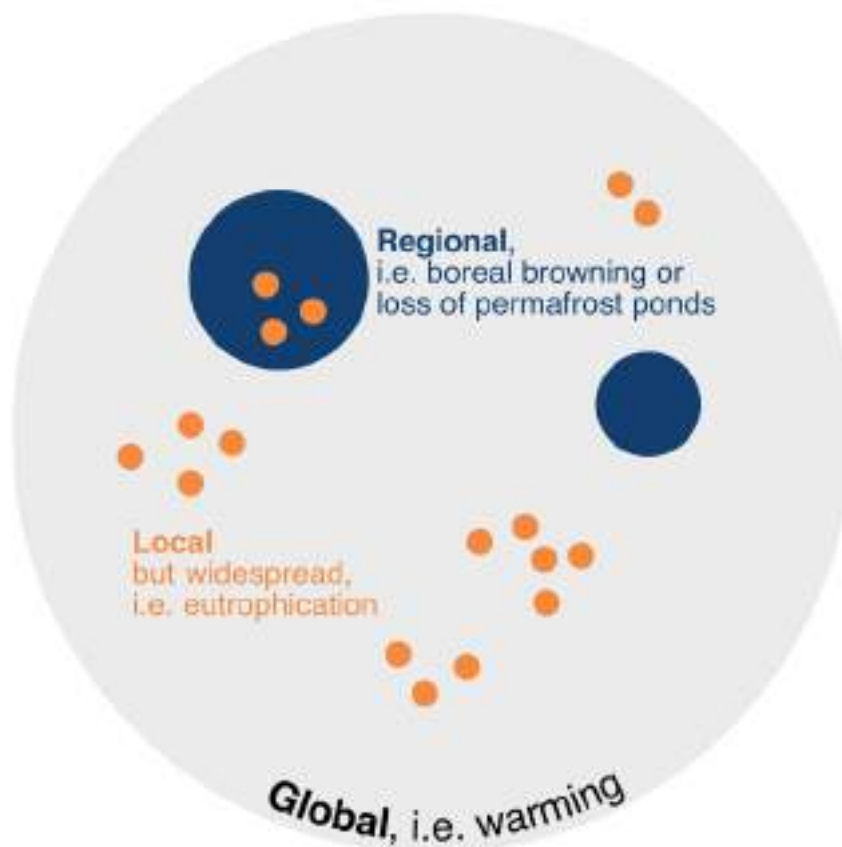 Regional,
i.e. boreal browning or
loss of permafrost ponds
Local
but widespread,
i.e. eutrophication
Global, i.e. warming